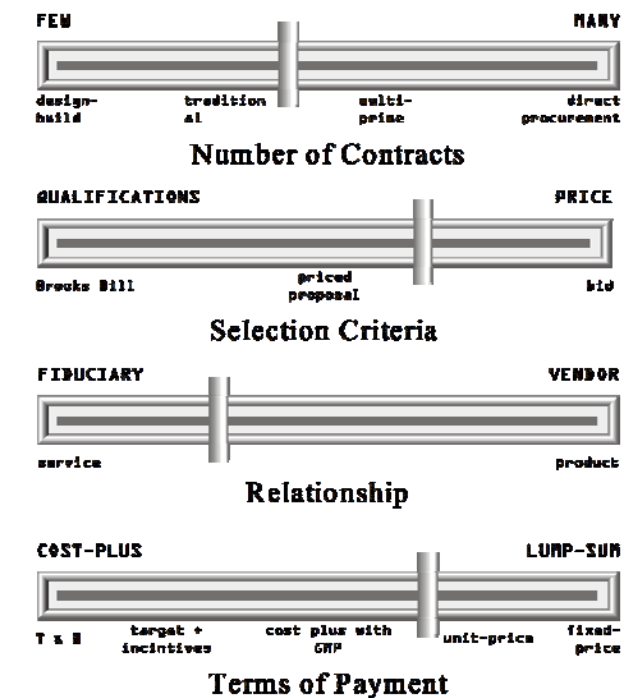 FEW MANY
design- tradition multi- direct
build al prime procurement
Number of Contracts
QUALIFICATIONS PRICE
Brooks Bill priced proposal bid
Selection Criteria
FIDUCIARY VENDOR
service product
Relationship
COST-PLUS LUMP-SUM
T & M target + cost plus with unit-price fixed-
incintives GMP price
Terms of Payment